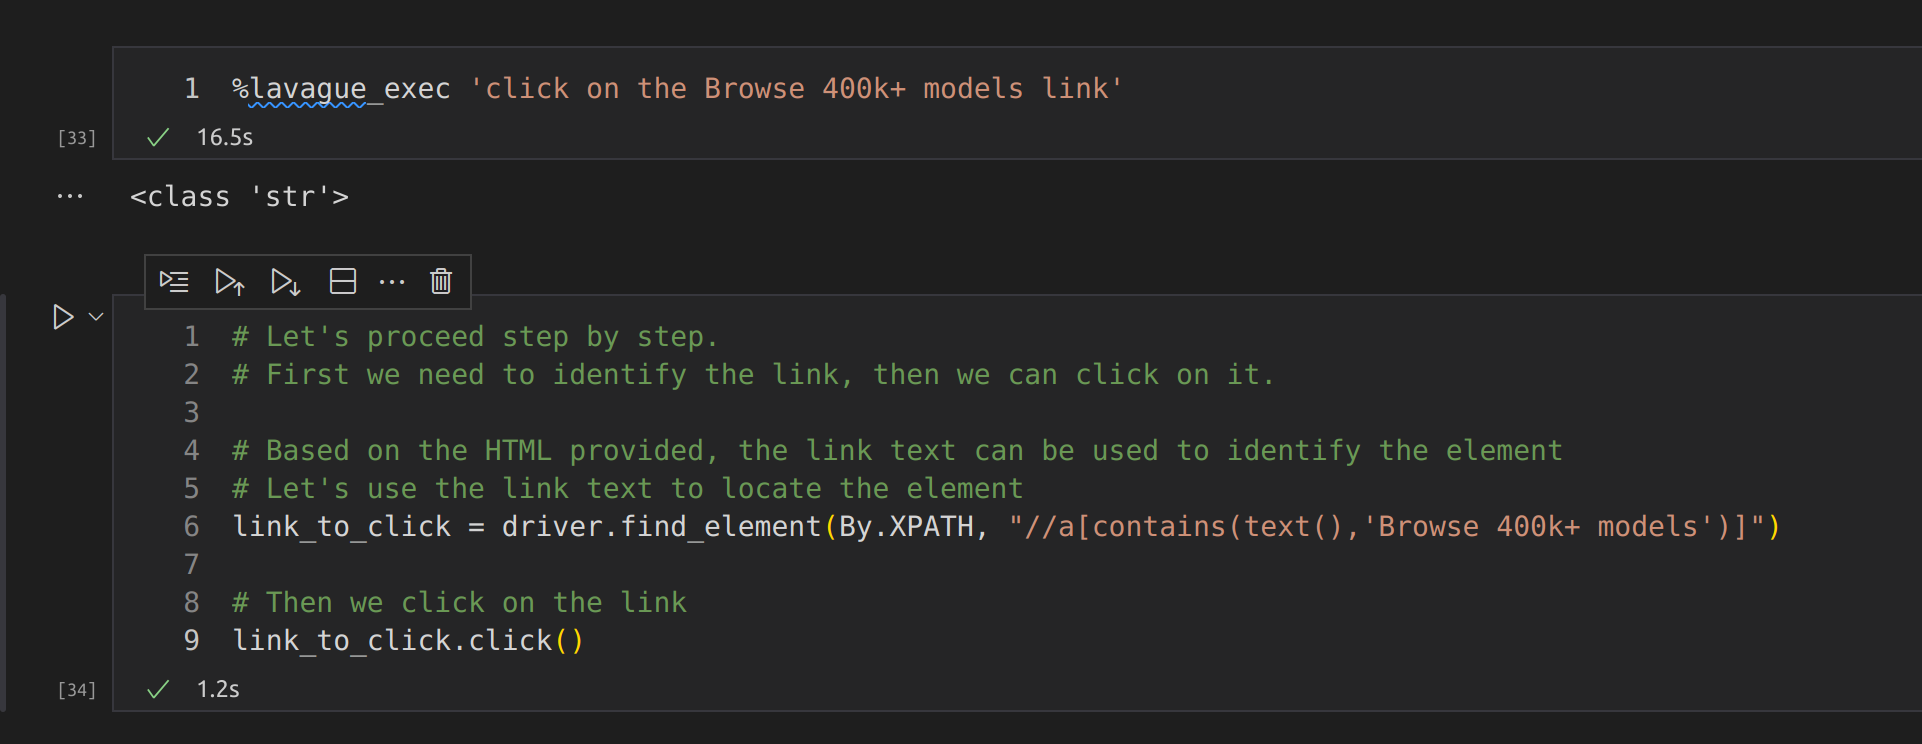 1 %lavague_exec 'click on the Browse 400k+ models link'
[33] 16.5s
... <class 'str'>
1 # Let's proceed step by step.
2 # First we need to identify the link, then we can click on it.
3
4 # Based on the HTML provided, the link text can be used to identify the element
5 # Let's use the link text to locate the element
6 link_to_click = driver.find_element(By.XPATH, "//a[contains(text(),'Browse 400k+ models')]")
7
8 # Then we click on the link
9 link_to_click.click()
[34] 1.2s